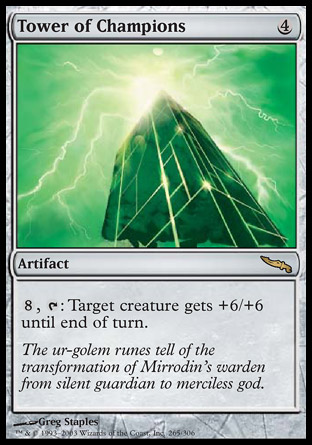 Tower of Champions 4
Artifact
8, : Target creature gets +6/+6
until end of turn.
The ur-golem runes tell of the
transformation of Mirrodin's warden
from silent guardian to merciless god.
Greg Staples
™ & © 1993–2003 Wizards of the Coast, Inc. 265/306